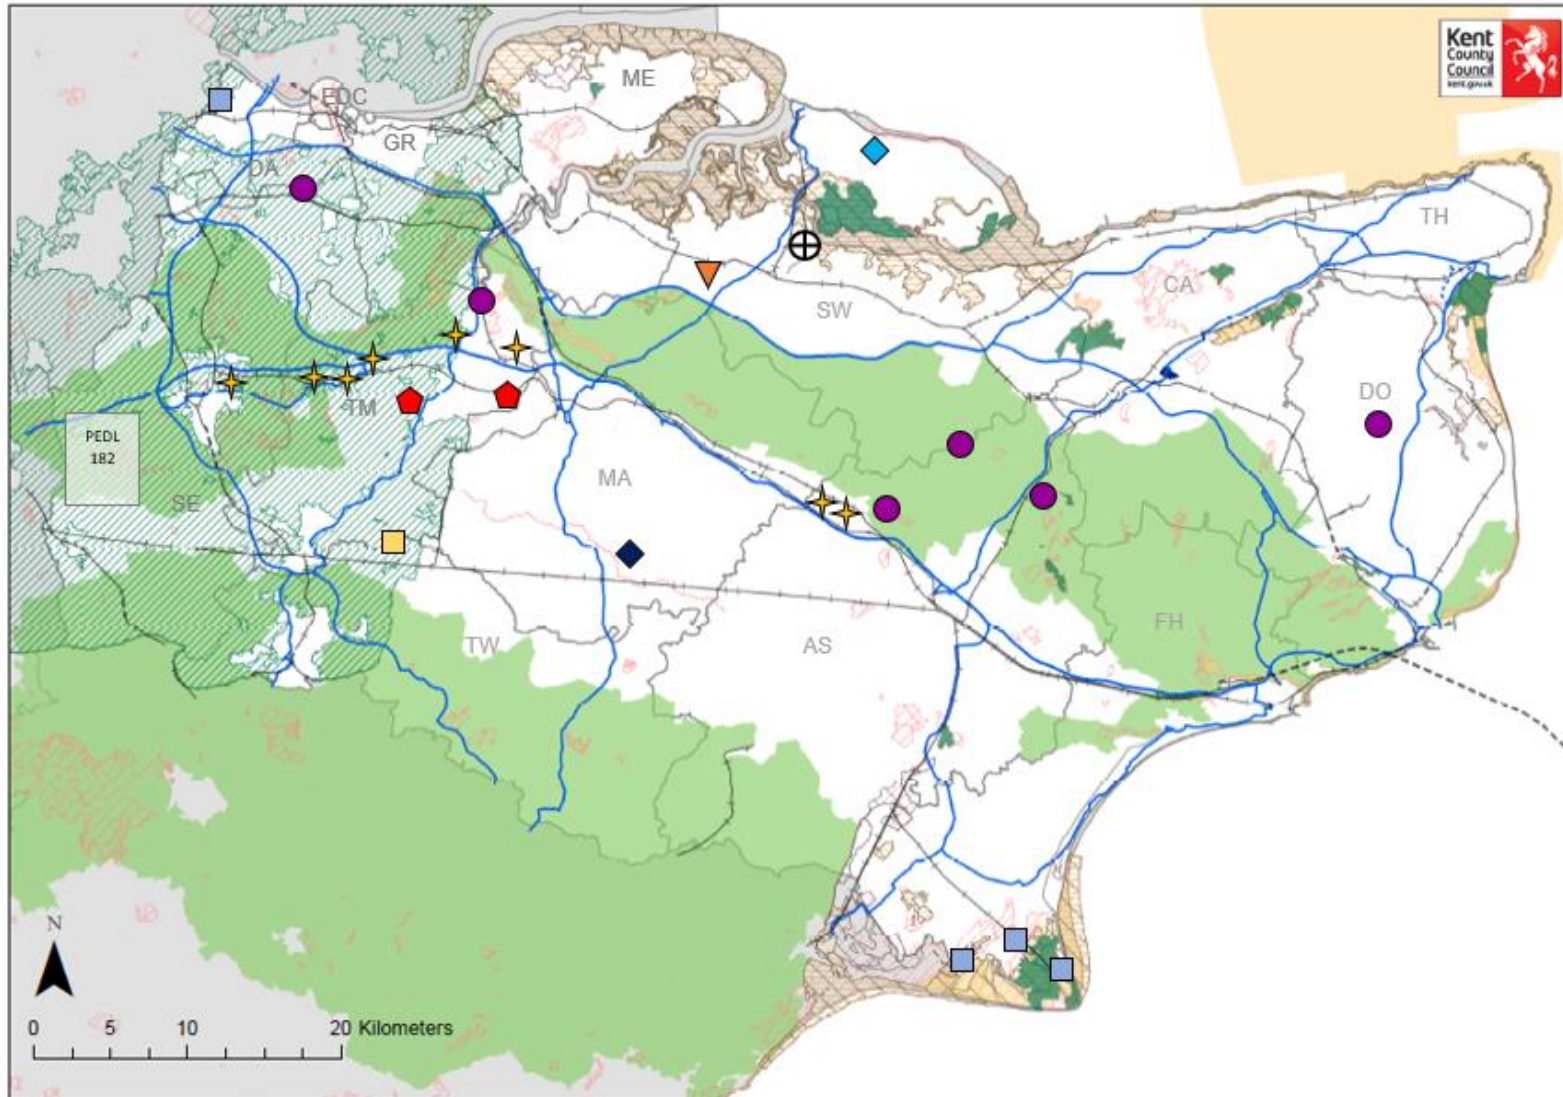 Kent
County
Council
kent.gov.uk
ME
EDC
GR
DA
TH
CA
SW
DO
TM
PEDL
182
SE
MA
FH
TW
AS
N
0 5 10 20 Kilometers